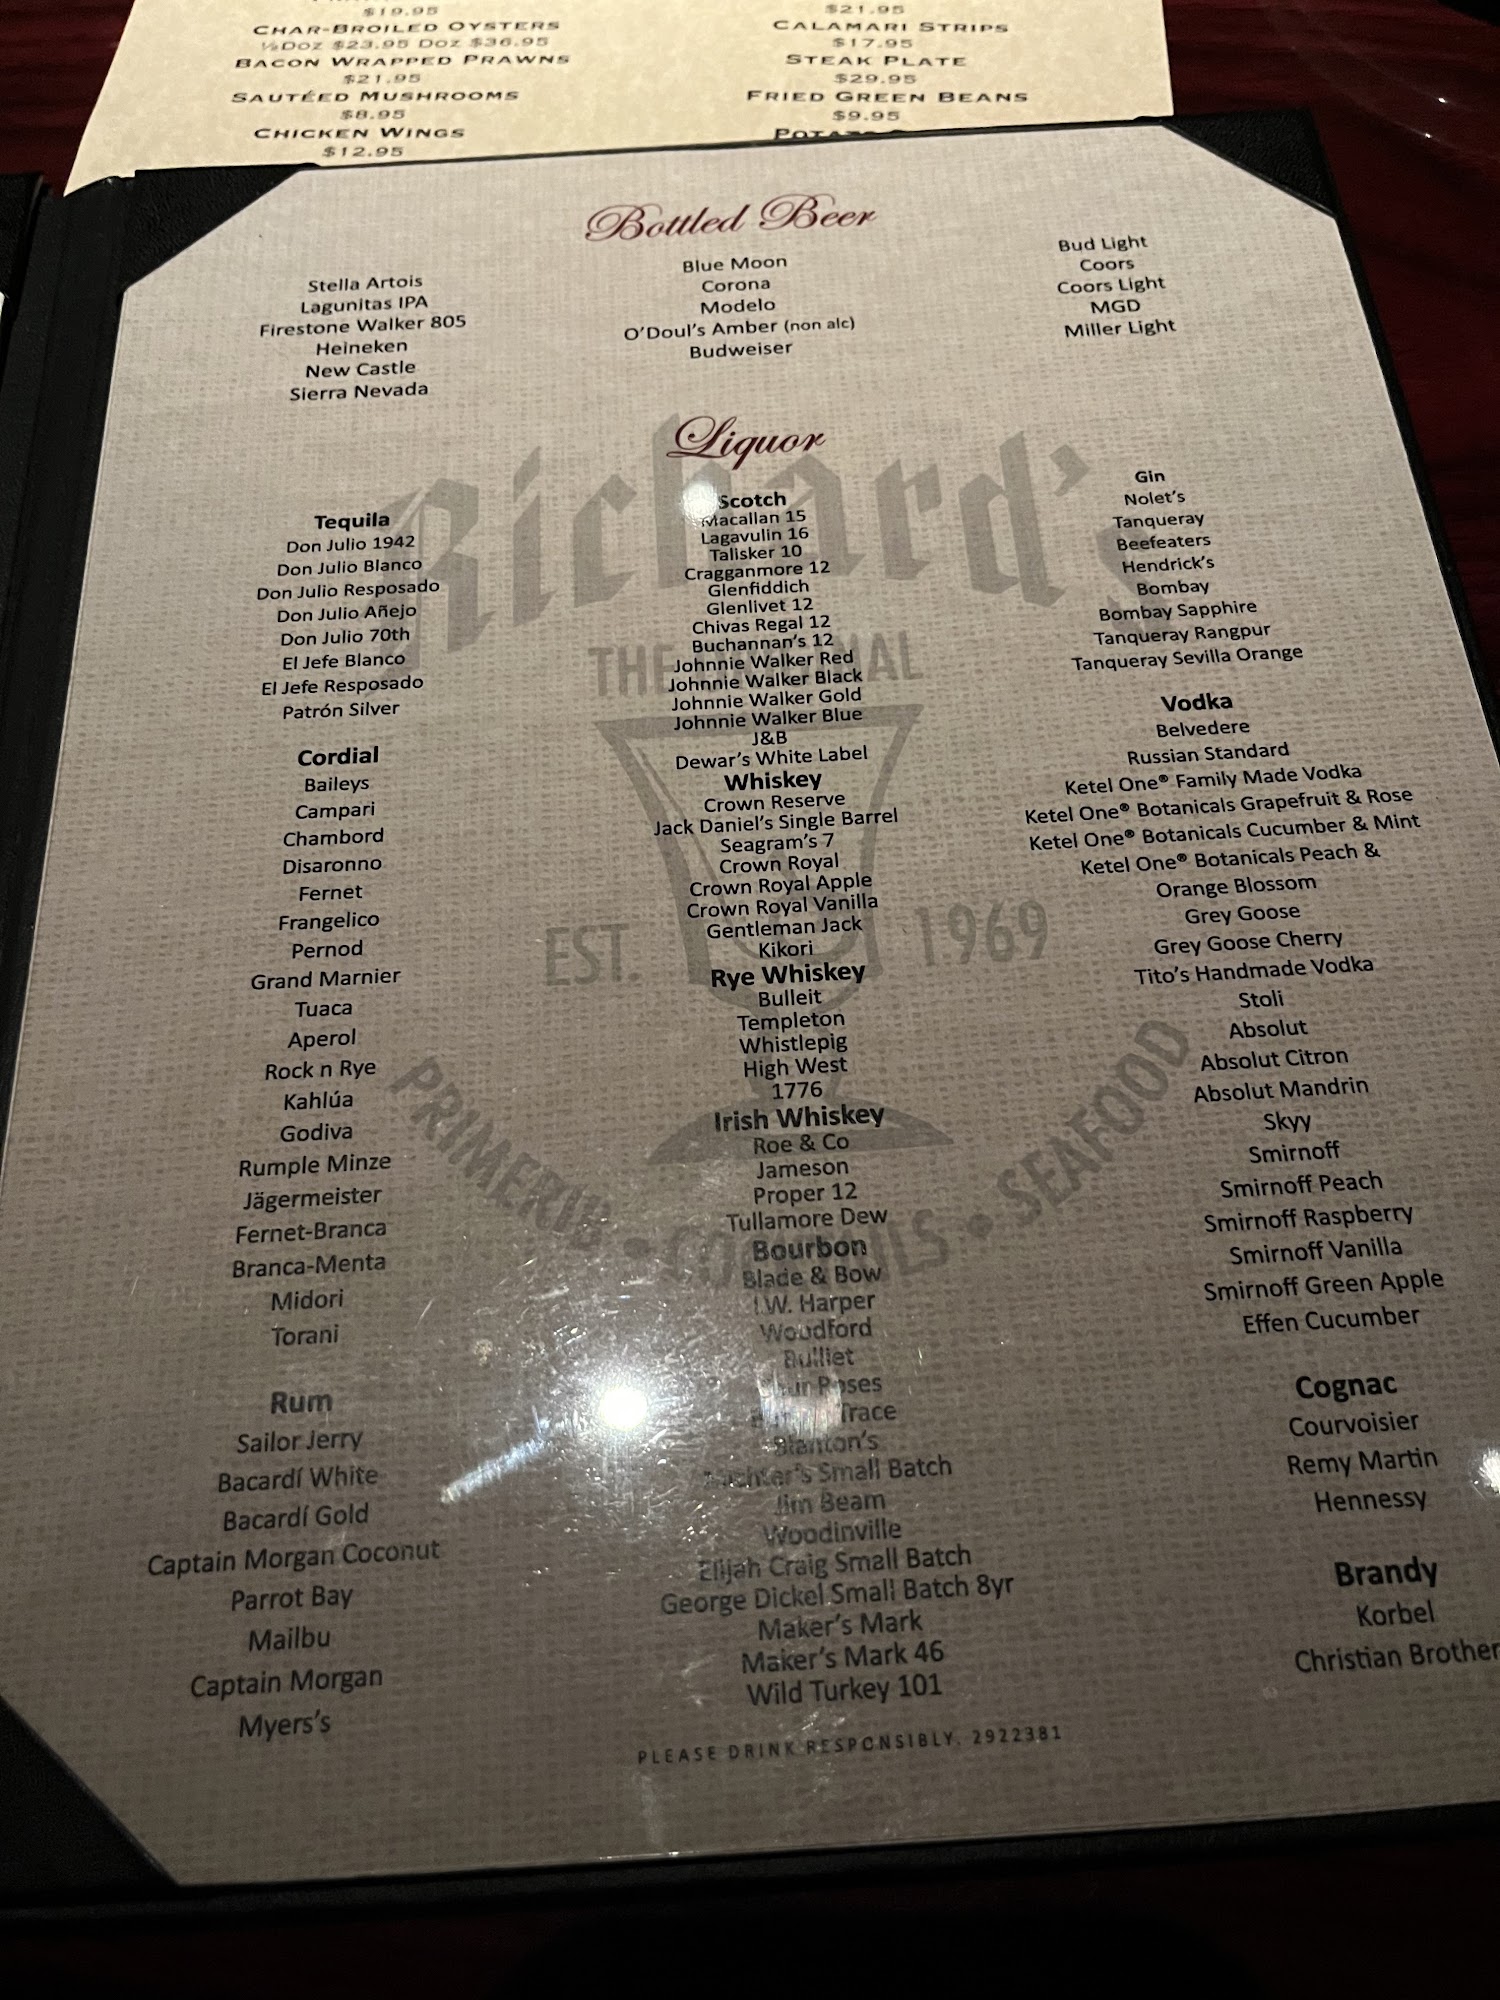 $19.95
Char-Broiled Oysters
½Doz $23.95 Doz $36.95
Bacon Wrapped Prawns
$21.95
Sautéed Mushrooms
$8.95
Chicken Wings
$12.95
$21.95
Calamari Strips
$17.95
Steak Plate
$29.95
Fried Green Beans
$9.95
Bottled Beer
Stella Artois
Lagunitas IPA
Firestone Walker 805
Heineken
New Castle
Sierra Nevada
Blue Moon
Corona
Modelo
O'Doul's Amber (non alc)
Budweiser
Bud Light
Coors
Coors Light
MGD
Miller Light
Liquor
Richard's
THE
EST. 1969
SEAFOOD
Tequila
Don Julio 1942
Don Julio Blanco
Don Julio Resposado
Don Julio Añejo
Don Julio 70th
El Jefe Blanco
El Jefe Resposado
Patrón Silver
Cordial
Baileys
Campari
Chambord
Disaronno
Fernet
Frangelico
Pernod
Grand Marnier
Tuaca
Aperol
Rock n Rye
Kahlúa
Godiva
Rumple Minze
Jägermeister
Fernet-Branca
Branca-Menta
Midori
Torani
Rum
Sailor Jerry
Bacardí White
Bacardí Gold
Captain Morgan Coconut
Parrot Bay
Mailbu
Captain Morgan
Myers's
Scotch
Macallan 15
Lagavulin 16
Talisker 10
Cragganmore 12
Glenfiddich
Glenlivet 12
Chivas Regal 12
Buchannan's 12
Johnnie Walker Red
Johnnie Walker Black
Johnnie Walker Gold
Johnnie Walker Blue
J&B
Dewar's White Label
Whiskey
Crown Reserve
Jack Daniel's Single Barrel
Seagram's 7
Crown Royal
Crown Royal Apple
Crown Royal Vanilla
Gentleman Jack
Kikori
Rye Whiskey
Bulleit
Templeton
Whistlepig
High West
1776
Irish Whiskey
Roe & Co
Jameson
Proper 12
Tullamore Dew
Bourbon
Blade & Bow
I.W. Harper
Woodford
Bulliet
Roses
Trace
Blanton's
Small Batch
Jim Beam
Woodinville
Elijah Craig Small Batch
George Dickel Small Batch 8yr
Maker's Mark
Maker's Mark 46
Wild Turkey 101
Gin
Nolet's
Tanqueray
Beefeaters
Hendrick's
Bombay
Bombay Sapphire
Tanqueray Rangpur
Tanqueray Sevilla Orange
Vodka
Belvedere
Russian Standard
Ketel One® Family Made Vodka
Ketel One® Botanicals Grapefruit & Rose
Ketel One® Botanicals Cucumber & Mint
Ketel One® Botanicals Peach &
Orange Blossom
Grey Goose
Grey Goose Cherry
Tito's Handmade Vodka
Stoli
Absolut
Absolut Citron
Absolut Mandrin
Skyy
Smirnoff
Smirnoff Peach
Smirnoff Raspberry
Smirnoff Vanilla
Smirnoff Green Apple
Effen Cucumber
Cognac
Courvoisier
Remy Martin
Hennessy
Brandy
Korbel
Christian Brother
PLEASE DRINK RESPONSIBLY. 2922381